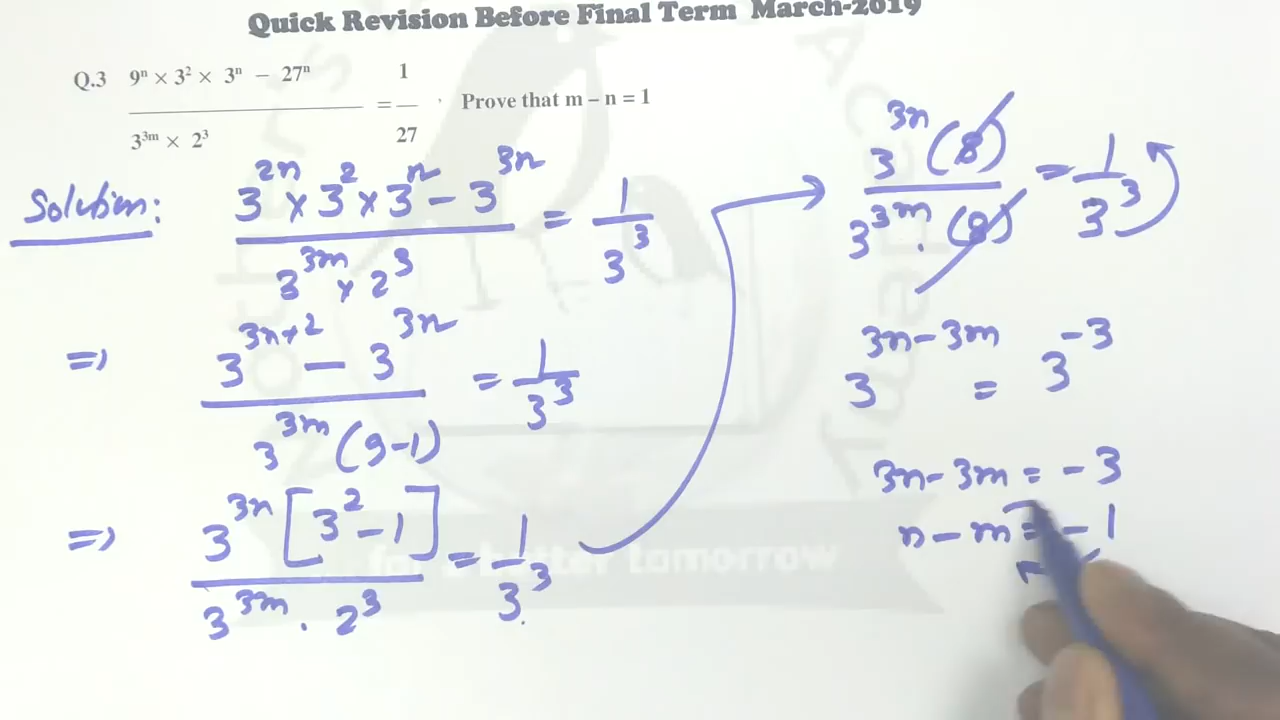 Quick Revision Before Final Term March-2019
Q.3 9ⁿ × 3² × 3ⁿ − 27ⁿ / 3³ᵐ × 2³ = 1/27 , Prove that m – n = 1
Solution: 3²ⁿ × 3² × 3ⁿ − 3³ⁿ / 3³ᵐ × 2³ = 1/3³
=> 3³ⁿ⁺² − 3³ⁿ / 3³ᵐ (9−1) = 1/3³
=> 3³ⁿ [3² − 1] / 3³ᵐ . 2³ = 1/3³
3³ⁿ (8) / 3³ᵐ . (8) = 1/3³
3³ⁿ⁻³ᵐ = 3⁻³
3n − 3m = −3
n − m = −1
for a better tomorrow